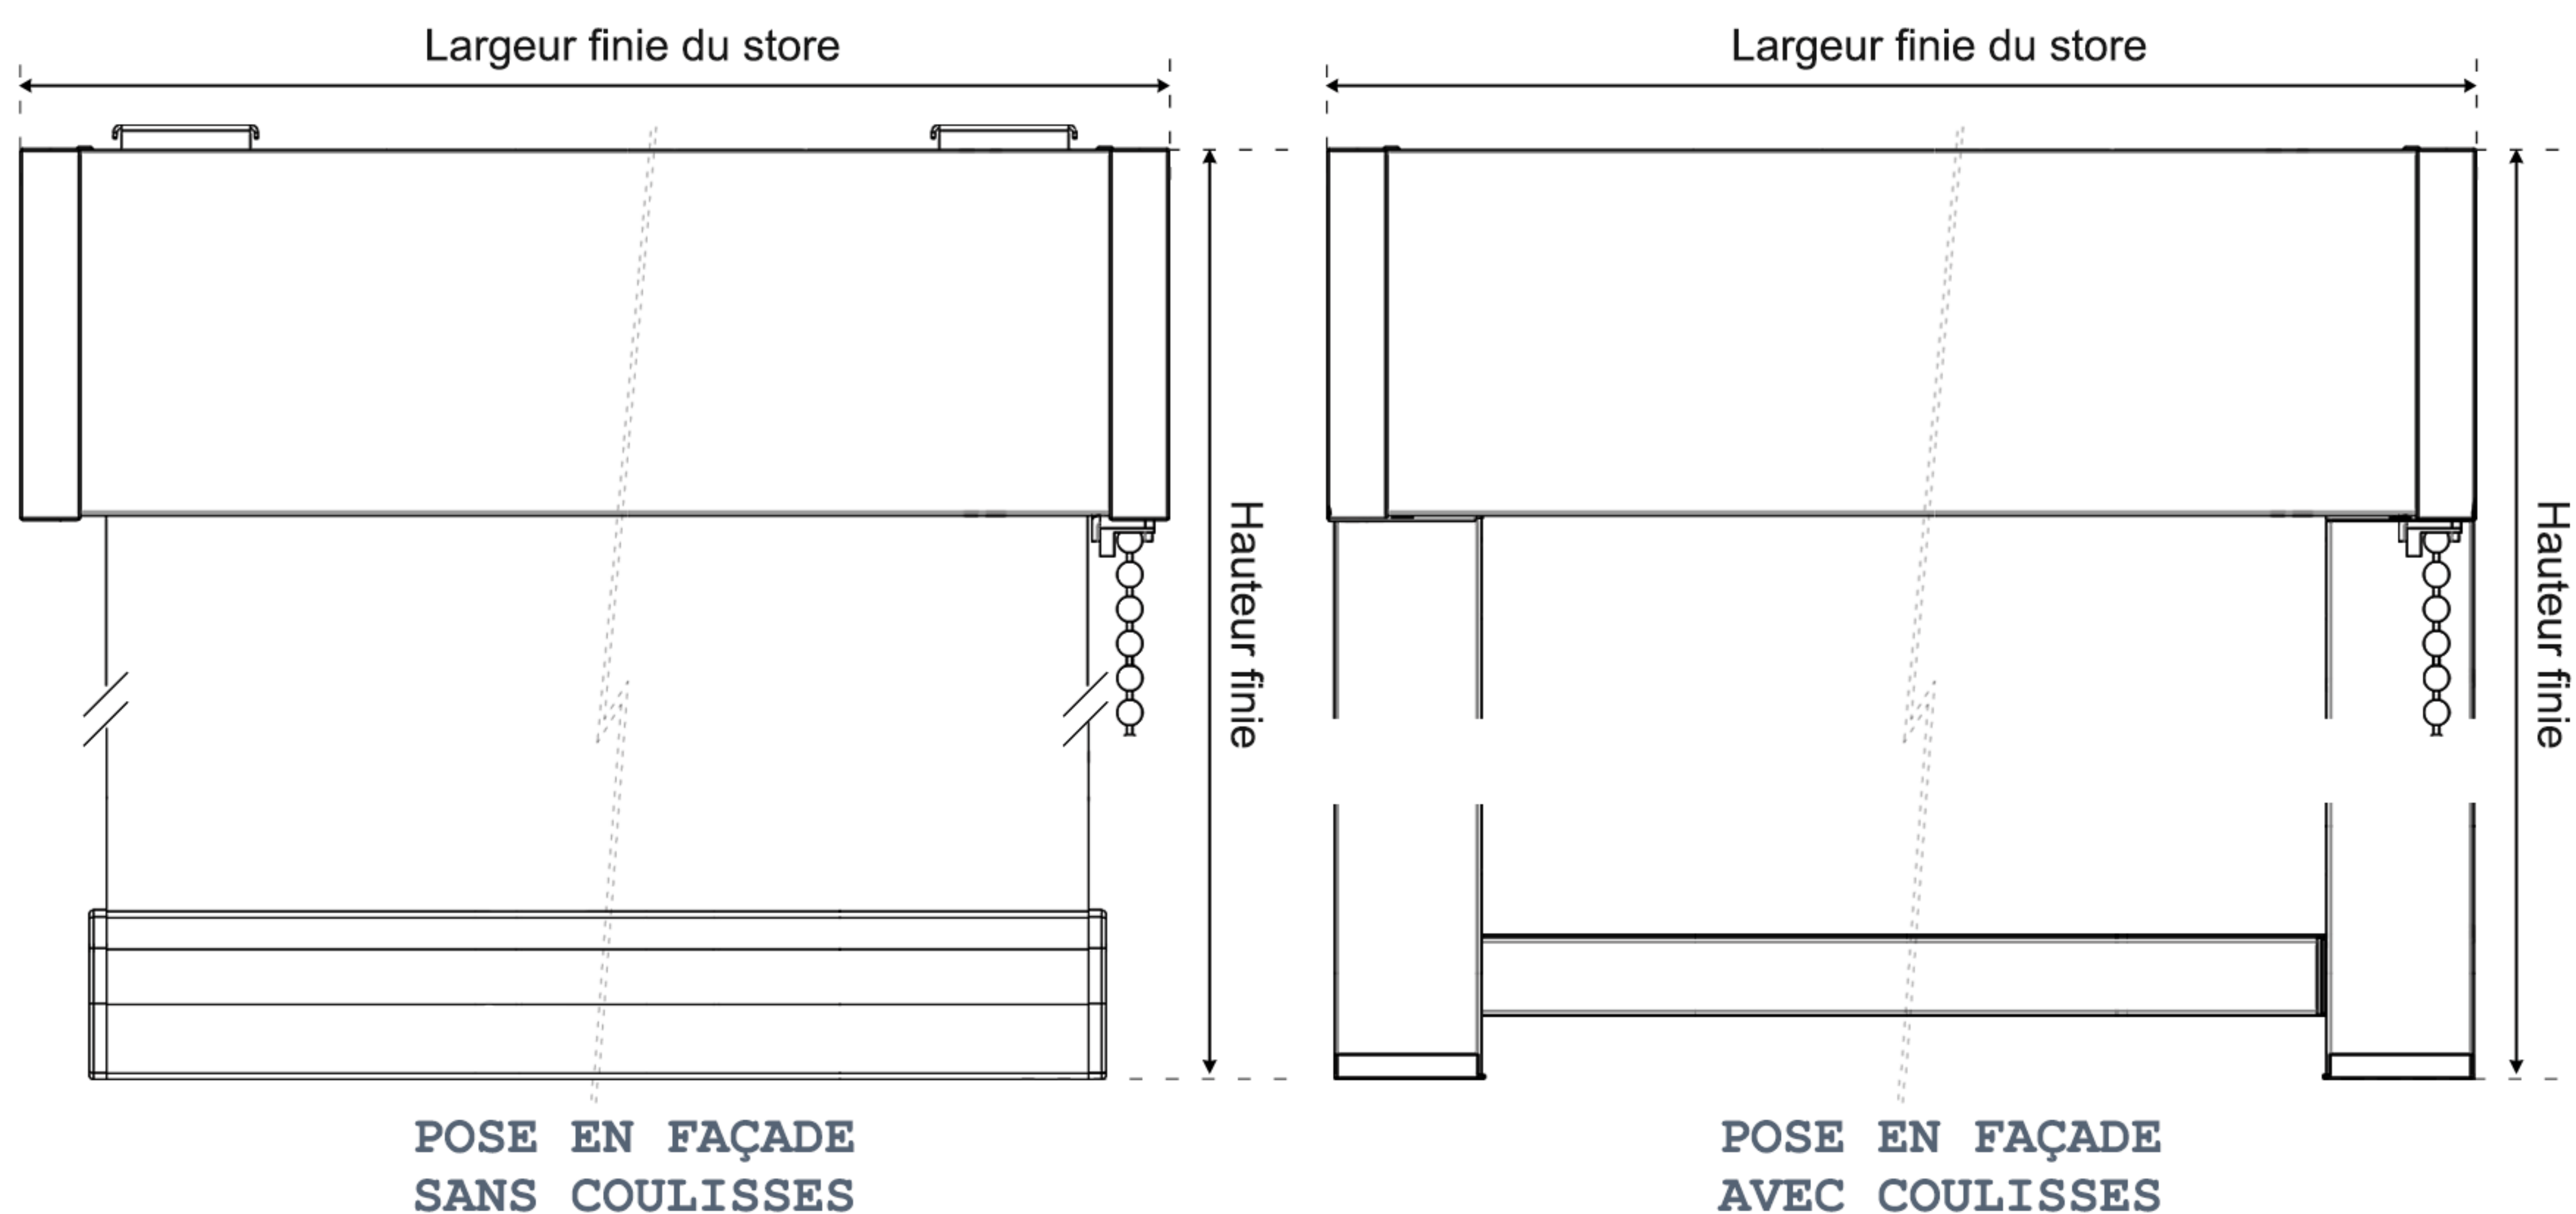 Largeur finie du store
Largeur finie du store
Hauteur finie
Hauteur finie
POSE EN FAÇADE
SANS COULISSES
POSE EN FAÇADE
AVEC COULISSES